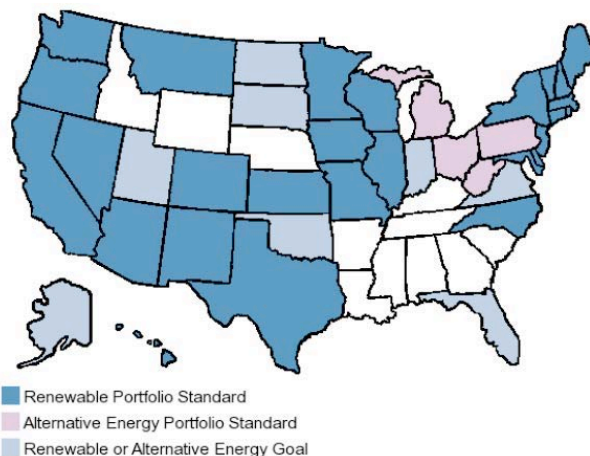 Renewable Portfolio Standard
Alternative Energy Portfolio Standard
Renewable or Alternative Energy Goal